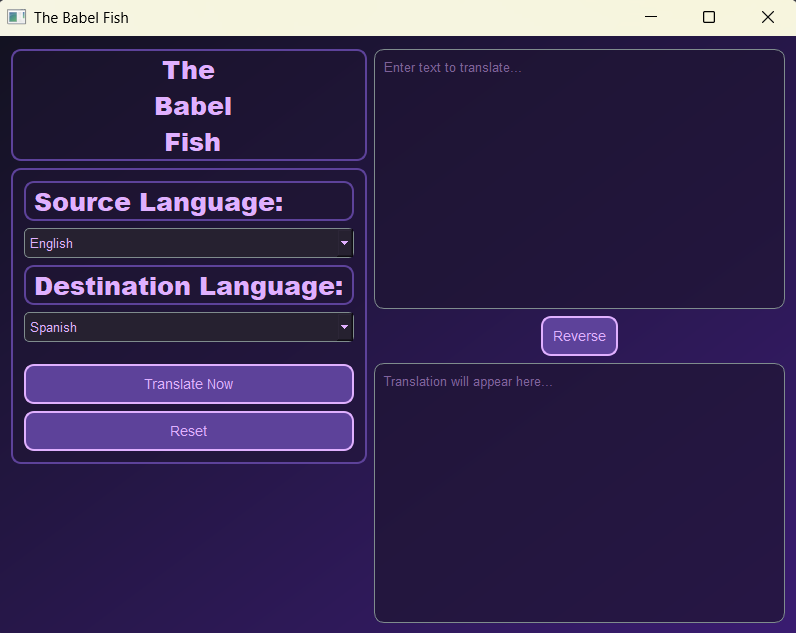 The Babel Fish
The
Babel
Fish
Source Language:
English
Destination Language:
Spanish
Translate Now
Reset
Enter text to translate...
Reverse
Translation will appear here...